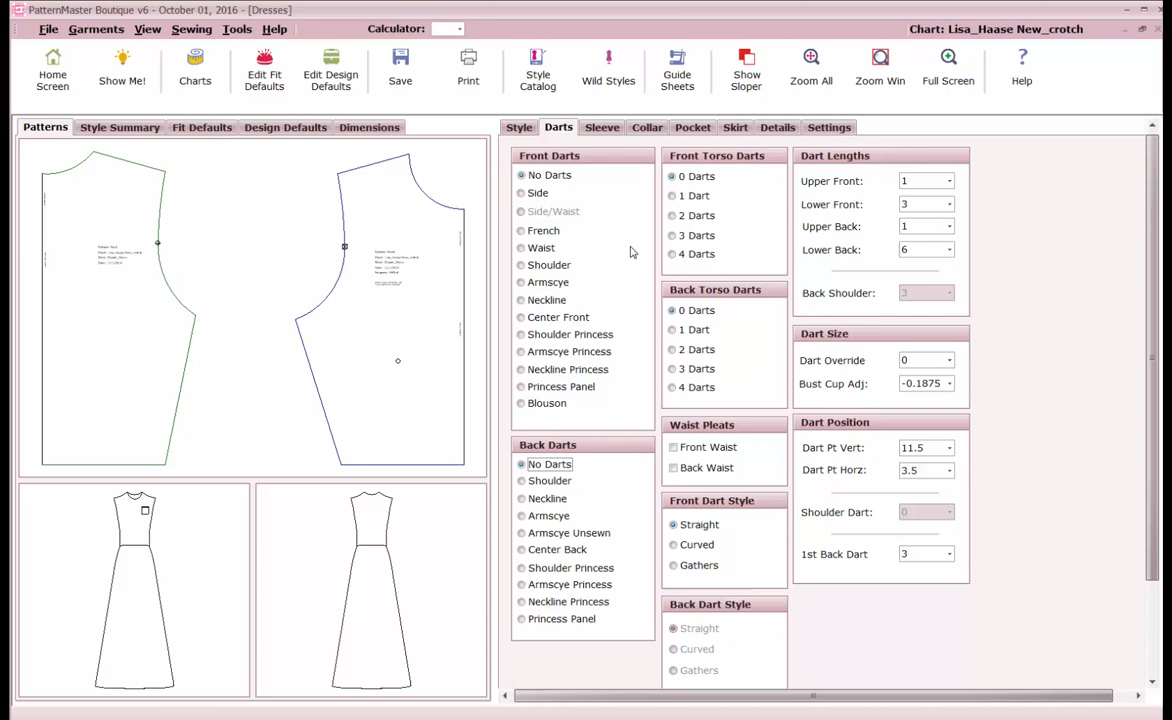 PatternMaster Boutique v6 - October 01, 2016 - [Dresses]
File Garments View Sewing Tools Help Calculator: Chart: Lisa_Haase New_crotch
Home Screen
Show Me!
Charts
Edit Fit Defaults
Edit Design Defaults
Save
Print
Style Catalog
Wild Styles
Guide Sheets
Show Sloper
Zoom All
Zoom Win
Full Screen
Help
Patterns Style Summary Fit Defaults Design Defaults Dimensions
Style Darts Sleeve Collar Pocket Skirt Details Settings
Front Darts
No Darts
Side
Side/Waist
French
Waist
Shoulder
Armscye
Neckline
Center Front
Shoulder Princess
Armscye Princess
Neckline Princess
Princess Panel
Blouson
Back Darts
No Darts
Shoulder
Neckline
Armscye
Armscye Unsewn
Center Back
Shoulder Princess
Armscye Princess
Neckline Princess
Princess Panel
Front Torso Darts
0 Darts
1 Dart
2 Darts
3 Darts
4 Darts
Back Torso Darts
0 Darts
1 Dart
2 Darts
3 Darts
4 Darts
Waist Pleats
Front Waist
Back Waist
Front Dart Style
Straight
Curved
Gathers
Back Dart Style
Straight
Curved
Gathers
Dart Lengths
Upper Front: 1
Lower Front: 3
Upper Back: 1
Lower Back: 6
Back Shoulder: 3
Dart Size
Dart Override 0
Bust Cup Adj: -0.1875
Dart Position
Dart Pt Vert: 11.5
Dart Pt Horz: 3.5
Shoulder Dart: 0
1st Back Dart 3